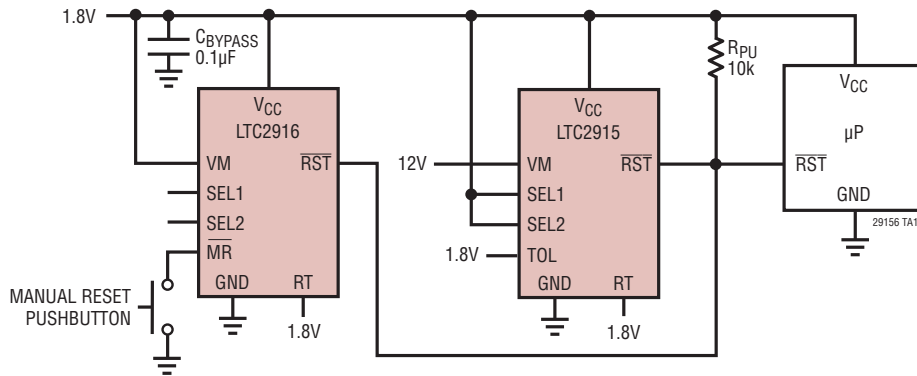 1.8V
CBYPASS
0.1µF
RPU
10k
VCC
LTC2916
VM
RST
SEL1
SEL2
MR
GND
RT
1.8V
MANUAL RESET
PUSHBUTTON
12V
VCC
LTC2915
VM
RST
SEL1
SEL2
1.8V
TOL
GND
RT
1.8V
VCC
µP
RST
GND
29156 TA1